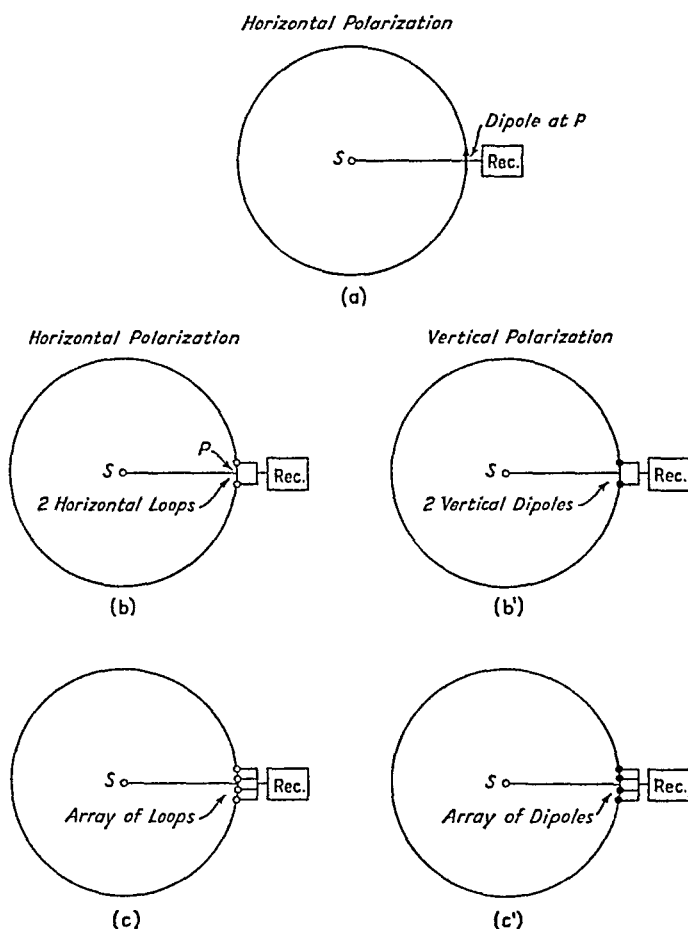 Horizontal Polarization
Dipole at P
S
Rec.
(a)
Horizontal Polarization
P
S
Rec.
2 Horizontal Loops
(b)
Vertical Polarization
S
Rec.
2 Vertical Dipoles
(b')
S
Rec.
Array of Loops
(c)
S
Rec.
Array of Dipoles
(c')